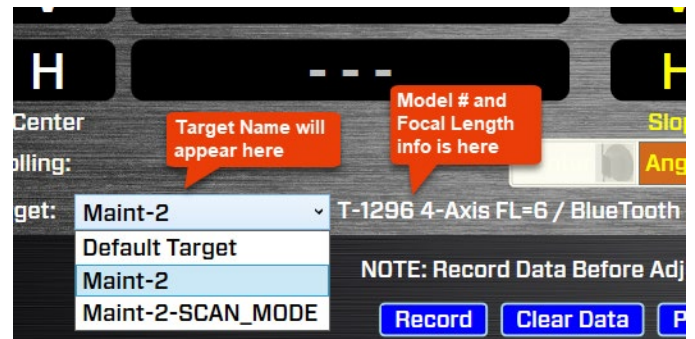 H
- - -
H
Center
Slop
Target Name will
appear here
Model # and
Focal Length
info is here
olling:
Ang
get:
Maint-2
T-1296 4-Axis FL=6 / BlueTooth
Default Target
Maint-2
Maint-2-SCAN_MODE
NOTE: Record Data Before Adj
Record
Clear Data
P